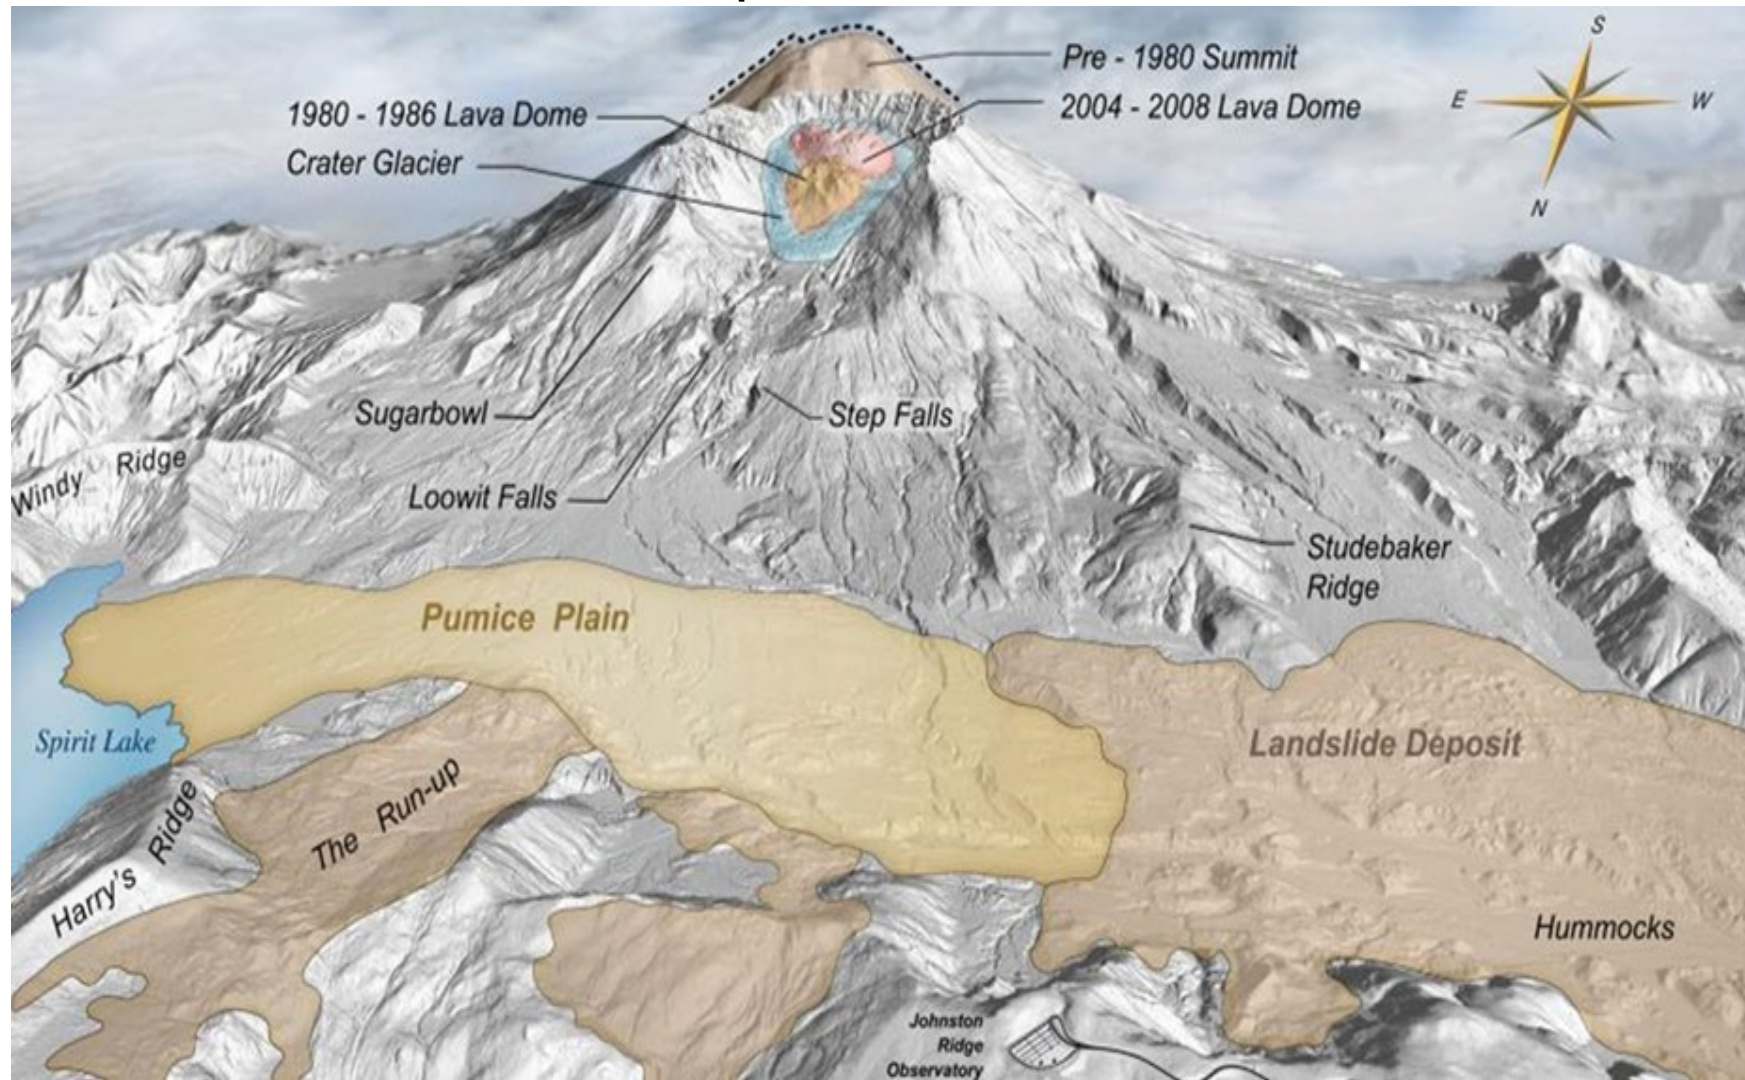 S
Pre - 1980 Summit
E
W
1980 - 1986 Lava Dome
2004 - 2008 Lava Dome
Crater Glacier
N
Sugarbowl
Step Falls
Windy Ridge
Loowit Falls
Studebaker
Ridge
Pumice Plain
Spirit Lake
Landslide Deposit
The Run-up
Harry's Ridge
Hummocks
Johnston
Ridge
Observatory